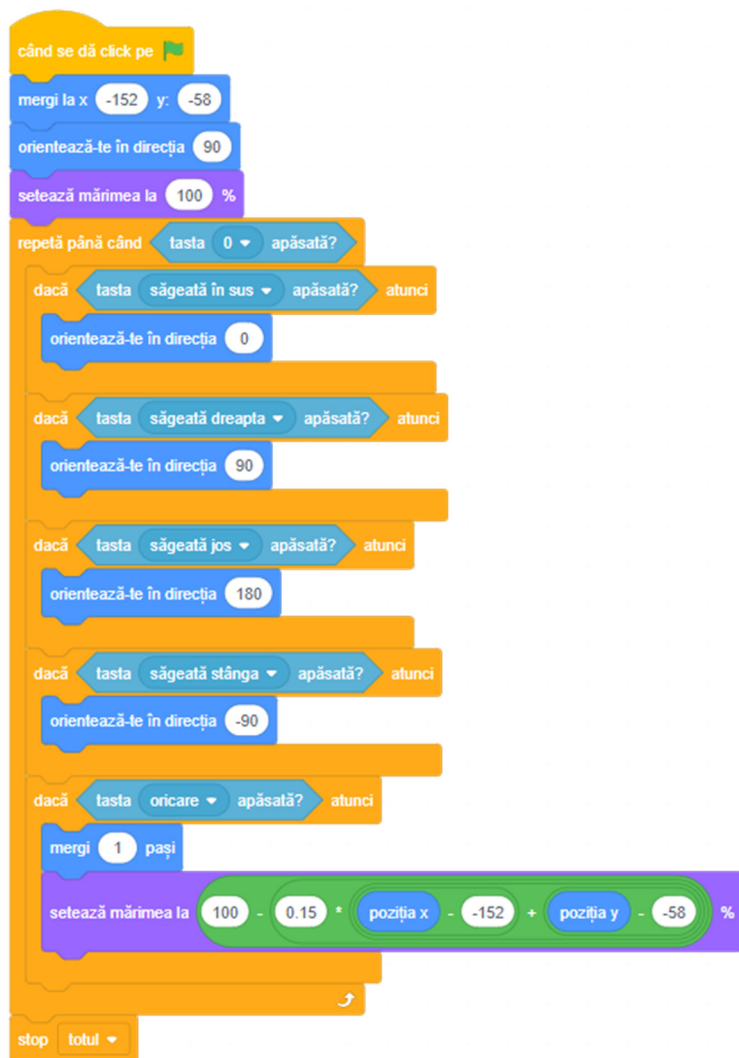 când se dă click pe
mergi la x -152 y: -58
orientează-te în direcția 90
setează mărimea la 100 %
repetă până când tasta 0 apăsată?
dacă tasta săgeată în sus apăsată? atunci
orientează-te în direcția 0
dacă tasta săgeată dreapta apăsată? atunci
orientează-te în direcția 90
dacă tasta săgeată jos apăsată? atunci
orientează-te în direcția 180
dacă tasta săgeată stânga apăsată? atunci
orientează-te în direcția -90
dacă tasta oricare apăsată? atunci
mergi 1 pași
setează mărimea la 100 - 0.15 * poziția x - -152 + poziția y - -58 %
stop totul